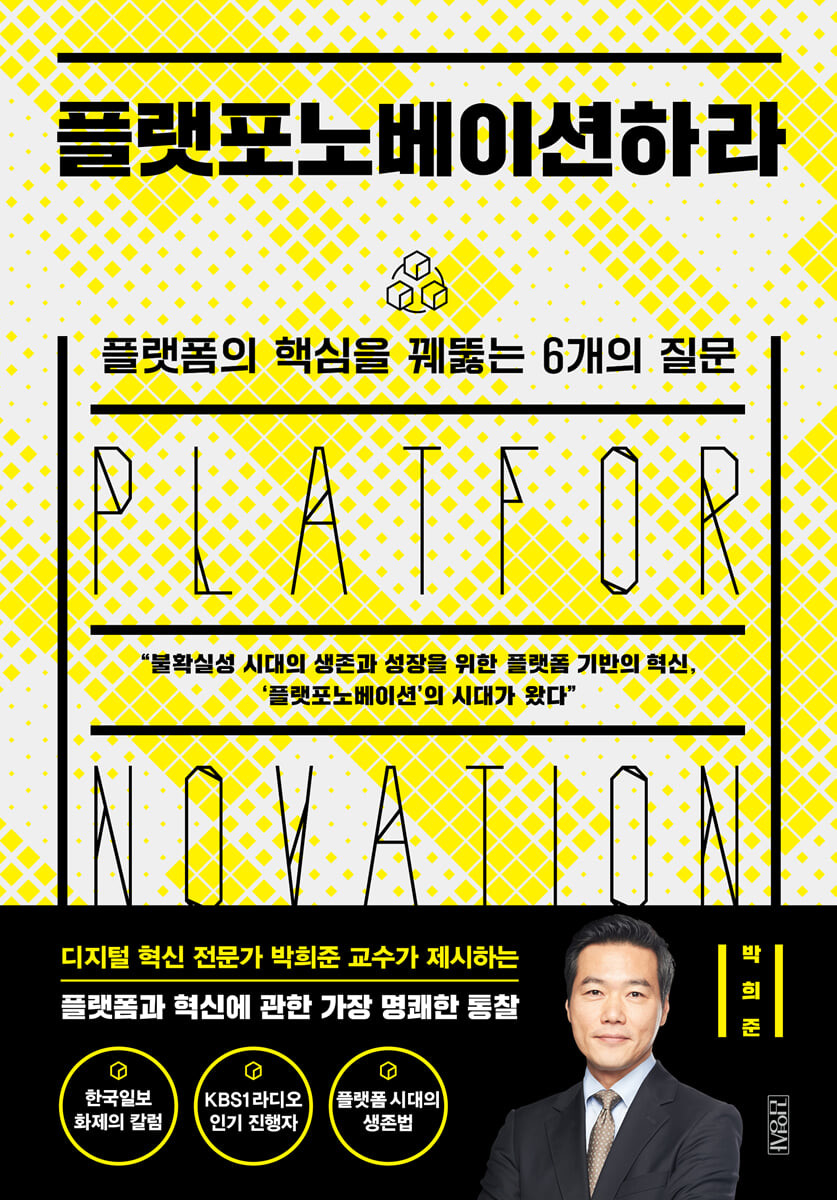 플랫포노베이션하라
플랫폼의 핵심을 꿰뚫는 6개의 질문
PLATFOR
“불확실성 시대의 생존과 성장을 위한 플랫폼 기반의 혁신,
‘플랫포노베이션’의 시대가 왔다”
NOVATION
디지털 혁신 전문가 박희준 교수가 제시하는
플랫폼과 혁신에 관한 가장 명쾌한 통찰
박희준
한국일보
화제의 칼럼
KBS1라디오
인기 진행자
플랫폼 시대의
생존법
김영사